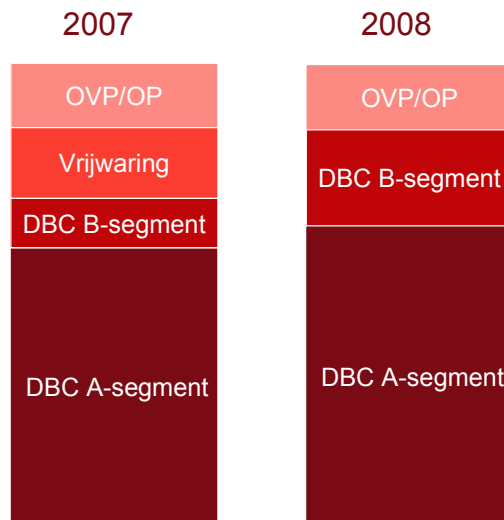 2007
OVP/OP
Vrijwaring
DBC B-segment
DBC A-segment
2008
OVP/OP
DBC B-segment
DBC A-segment